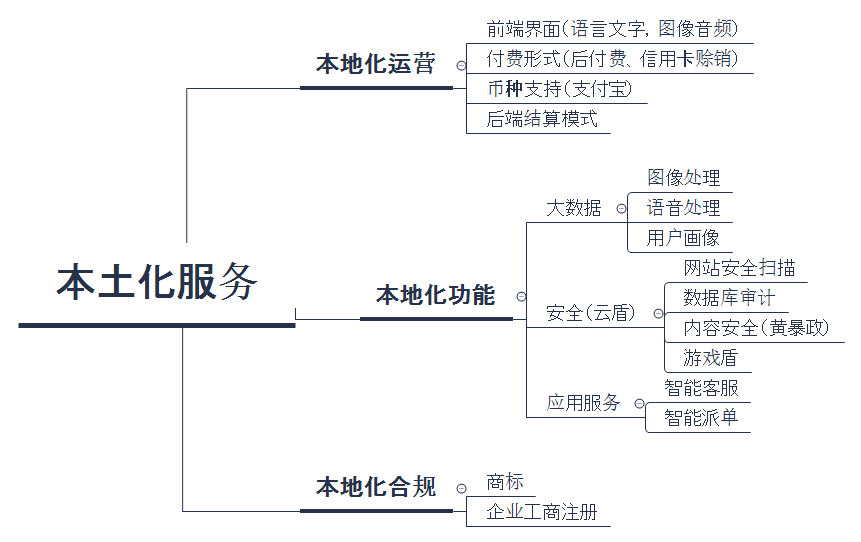 前端界面(语言文字, 图像音频)
本地化运营
付费形式(后付费、信用卡赊销)
币种支持(支付宝)
后端结算模式
图像处理
大数据
语音处理
用户画像
本土化服务
网站安全扫描
本地化功能
数据库审计
安全(云盾)
内容安全(黄暴政)
游戏盾
智能客服
应用服务
智能派单
本地化合规
商标
企业工商注册